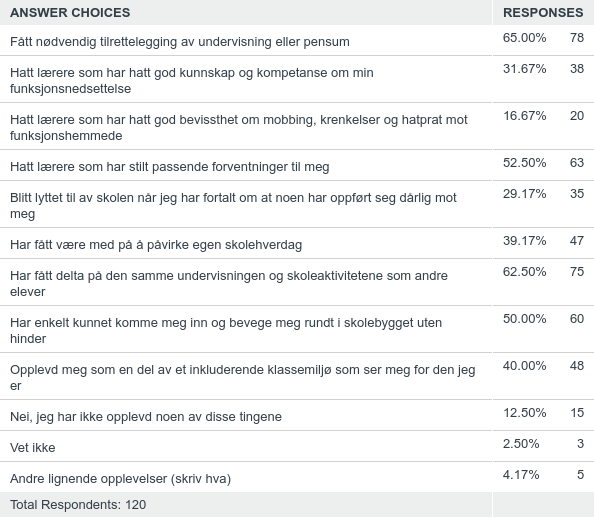 ANSWER CHOICES RESPONSES
Fått nødvendig tilrettelegging av undervisning eller pensum 65.00% 78
Hatt lærere som har hatt god kunnskap og kompetanse om min 31.67% 38
funksjonsnedsettelse
Hatt lærere som har hatt god bevissthet om mobbing, krenkelser og hatprat mot 16.67% 20
funksjonshemmede
Hatt lærere som har stilt passende forventninger til meg 52.50% 63
Blitt lyttet til av skolen når jeg har fortalt om at noen har oppført seg dårlig mot 29.17% 35
meg
Har fått være med på å påvirke egen skolehverdag 39.17% 47
Har fått delta på den samme undervisningen og skoleaktivitetene som andre 62.50% 75
elever
Har enkelt kunnet komme meg inn og bevege meg rundt i skolebygget uten 50.00% 60
hinder
Opplevd meg som en del av et inkluderende klassemiljø som ser meg for den jeg 40.00% 48
er
Nei, jeg har ikke opplevd noen av disse tingene 12.50% 15
Vet ikke 2.50% 3
Andre lignende opplevelser (skriv hva) 4.17% 5
Total Respondents: 120